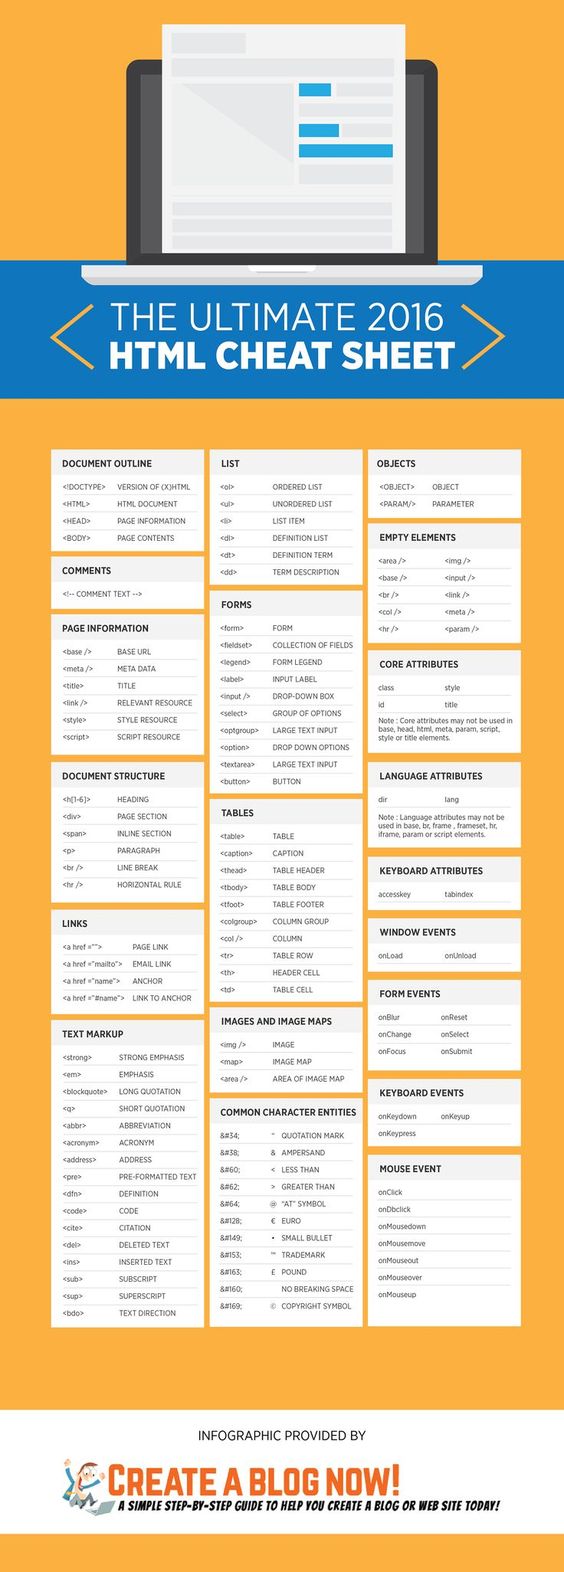 THE ULTIMATE 2016
HTML CHEAT SHEET
DOCUMENT OUTLINE
<!DOCTYPE> VERSION OF (X)HTML
<HTML> HTML DOCUMENT
<HEAD> PAGE INFORMATION
<BODY> PAGE CONTENTS
COMMENTS
<!-- COMMENT TEXT -->
PAGE INFORMATION
<base /> BASE URL
<meta /> META DATA
<title> TITLE
<link /> RELEVANT RESOURCE
<style> STYLE RESOURCE
<script> SCRIPT RESOURCE
DOCUMENT STRUCTURE
<h[1-6]> HEADING
<div> PAGE SECTION
<span> INLINE SECTION
<p> PARAGRAPH
<br /> LINE BREAK
<hr /> HORIZONTAL RULE
LINKS
<a href =""> PAGE LINK
<a href ="mailto"> EMAIL LINK
<a href ="name"> ANCHOR
<a href ="#name"> LINK TO ANCHOR
TEXT MARKUP
<strong> STRONG EMPHASIS
<em> EMPHASIS
<blockquote> LONG QUOTATION
<q> SHORT QUOTATION
<abbr> ABBREVIATION
<acronym> ACRONYM
<address> ADDRESS
<pre> PRE-FORMATTED TEXT
<dfn> DEFINITION
<code> CODE
<cite> CITATION
<del> DELETED TEXT
<ins> INSERTED TEXT
<sub> SUBSCRIPT
<sup> SUPERSCRIPT
<bdo> TEXT DIRECTION
LIST
<ol> ORDERED LIST
<ul> UNORDERED LIST
<li> LIST ITEM
<dl> DEFINITION LIST
<dt> DEFINITION TERM
<dd> TERM DESCRIPTION
FORMS
<form> FORM
<fieldset> COLLECTION OF FIELDS
<legend> FORM LEGEND
<label> INPUT LABEL
<input /> DROP-DOWN BOX
<select> GROUP OF OPTIONS
<optgroup> LARGE TEXT INPUT
<option> DROP DOWN OPTIONS
<textarea> LARGE TEXT INPUT
<button> BUTTON
TABLES
<table> TABLE
<caption> CAPTION
<thead> TABLE HEADER
<tbody> TABLE BODY
<tfoot> TABLE FOOTER
<colgroup> COLUMN GROUP
<col /> COLUMN
<tr> TABLE ROW
<th> HEADER CELL
<td> TABLE CELL
IMAGES AND IMAGE MAPS
<img /> IMAGE
<map> IMAGE MAP
<area /> AREA OF IMAGE MAP
COMMON CHARACTER ENTITIES
&#34; " QUOTATION MARK
&#38; & AMPERSAND
&#60; < LESS THAN
&#62; > GREATER THAN
&#64; @ "AT" SYMBOL
&#128; € EURO
&#149; • SMALL BULLET
&#153; ™ TRADEMARK
&#163; £ POUND
&#160; NO BREAKING SPACE
&#169; © COPYRIGHT SYMBOL
OBJECTS
<OBJECT> OBJECT
<PARAM/> PARAMETER
EMPTY ELEMENTS
<area /> <img />
<base /> <input />
<br /> <link />
<col /> <meta />
<hr /> <param />
CORE ATTRIBUTES
class style
id title
Note : Core attributes may not be used in
base, head, html, meta, param, script,
style or title elements.
LANGUAGE ATTRIBUTES
dir lang
Note : Language attributes may not be
used in base, br, frame , frameset, hr,
iframe, param or script elements.
KEYBOARD ATTRIBUTES
accesskey tabindex
WINDOW EVENTS
onLoad onUnload
FORM EVENTS
onBlur onReset
onChange onSelect
onFocus onSubmit
KEYBOARD EVENTS
onKeydown onKeyup
onKeypress
MOUSE EVENT
onClick
onDbclick
onMousedown
onMousemove
onMouseout
onMouseover
onMouseup
INFOGRAPHIC PROVIDED BY
CREATE A BLOG NOW!
A SIMPLE STEP-BY-STEP GUIDE TO HELP YOU CREATE A BLOG OR WEB SITE TODAY!